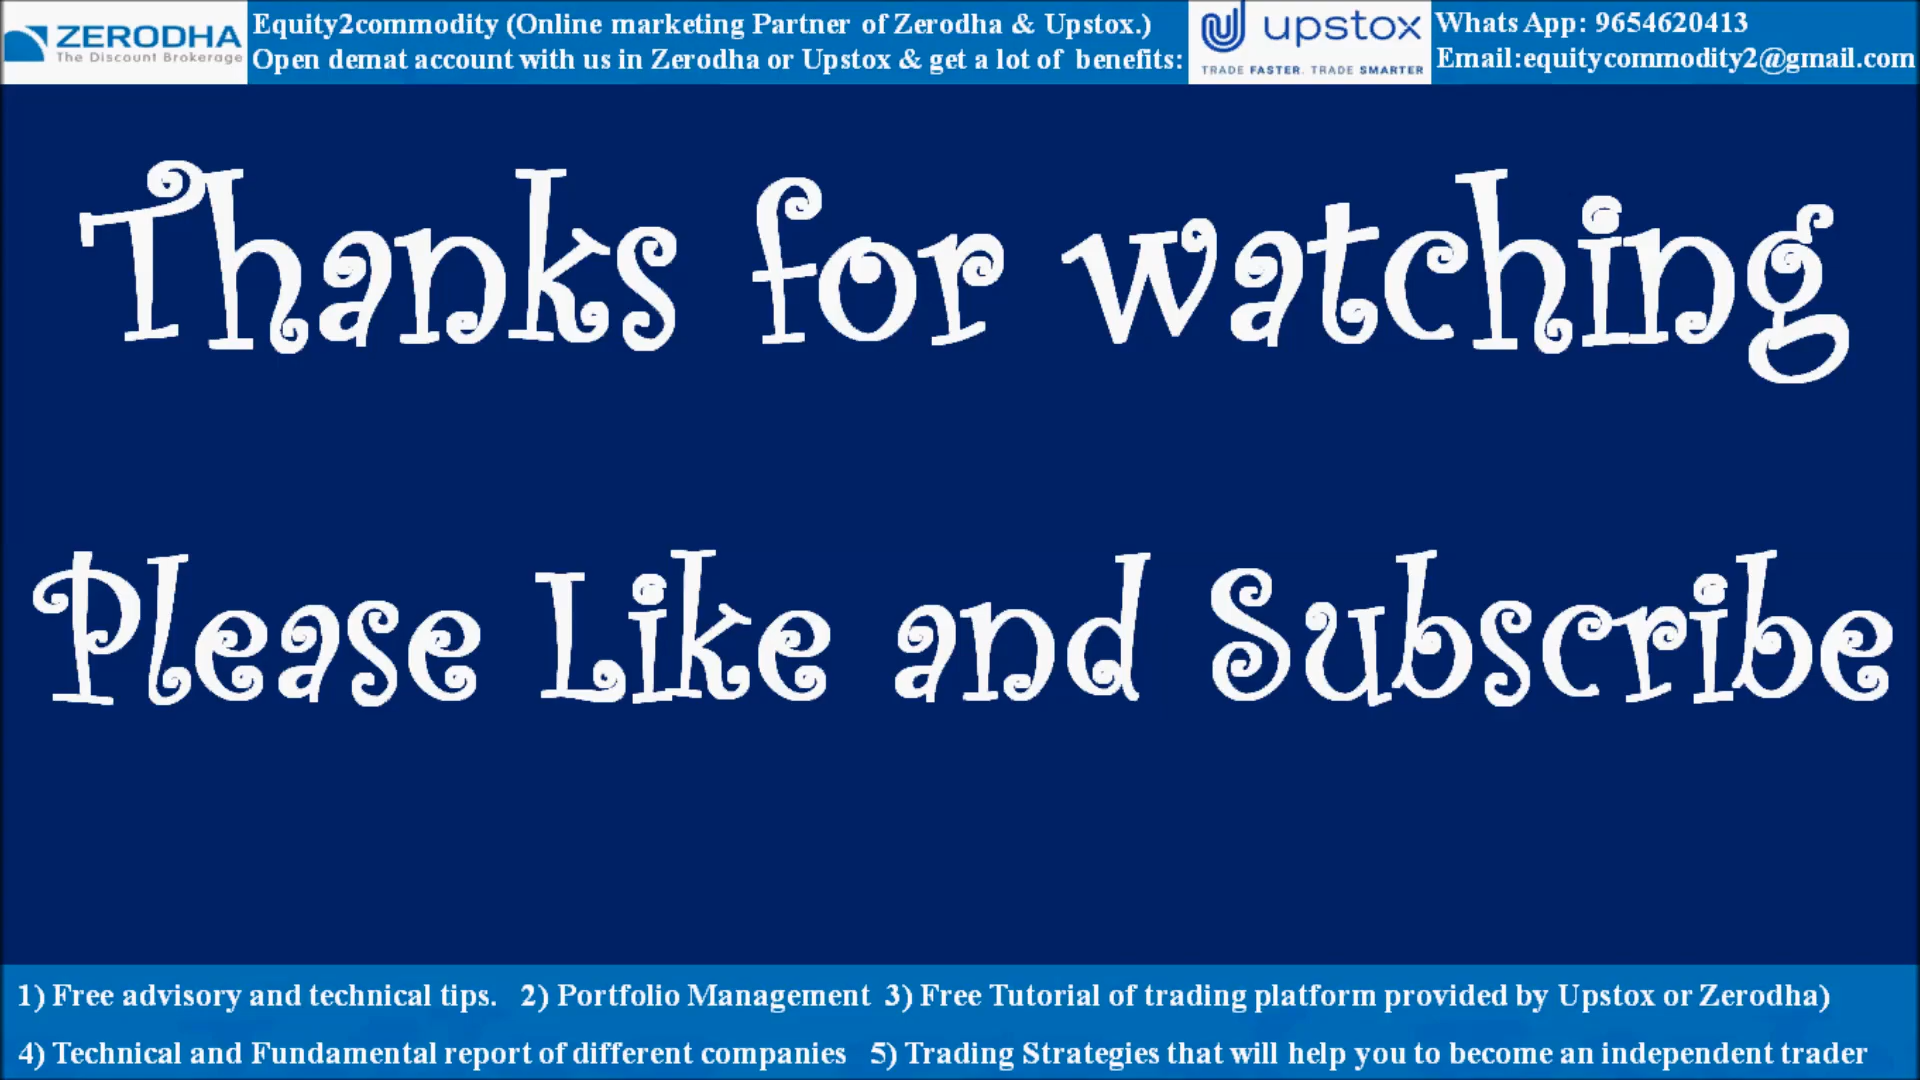 ZERODHA
The Discount Brokerage
Equity2commodity (Online marketing Partner of Zerodha & Upstox.)
Open demat account with us in Zerodha or Upstox & get a lot of benefits:
upstox
TRADE FASTER. TRADE SMARTER
Whats App: 9654620413
Email:equitycommodity2@gmail.com
Thanks for watching
Please Like and Subscribe
1) Free advisory and technical tips. 2) Portfolio Management 3) Free Tutorial of trading platform provided by Upstox or Zerodha)
4) Technical and Fundamental report of different companies 5) Trading Strategies that will help you to become an independent trader